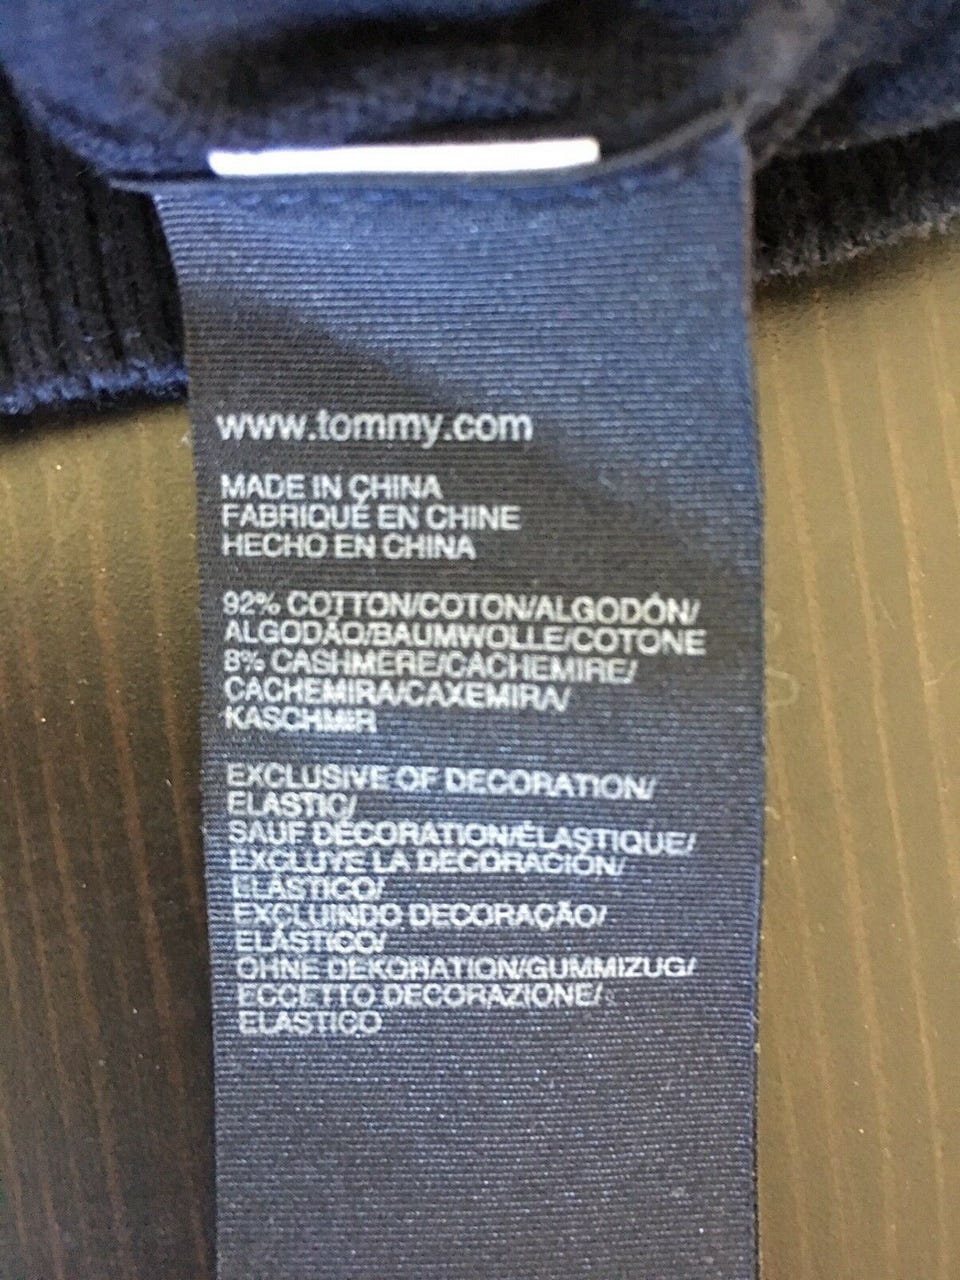 www.tommy.com
MADE IN CHINA
FABRIQUÉ EN CHINE
HECHO EN CHINA
92% COTTON/COTON/ALGODÓN/
ALGODÃO/BAUMWOLLE/COTONE
8% CASHMERE/CACHEMIRE/
CACHEMIRA/CAXEMIRA/
KASCHMIR
EXCLUSIVE OF DECORATION/
ELASTIC/
SAUF DÉCORATION/ÉLASTIQUE/
EXCLUYE LA DECORACIÓN/
ELÁSTICO/
EXCLUINDO DECORAÇÃO/
ELÁSTICO/
OHNE DEKORATION/GUMMIZUG/
ECCETTO DECORAZIONE/
ELASTICO